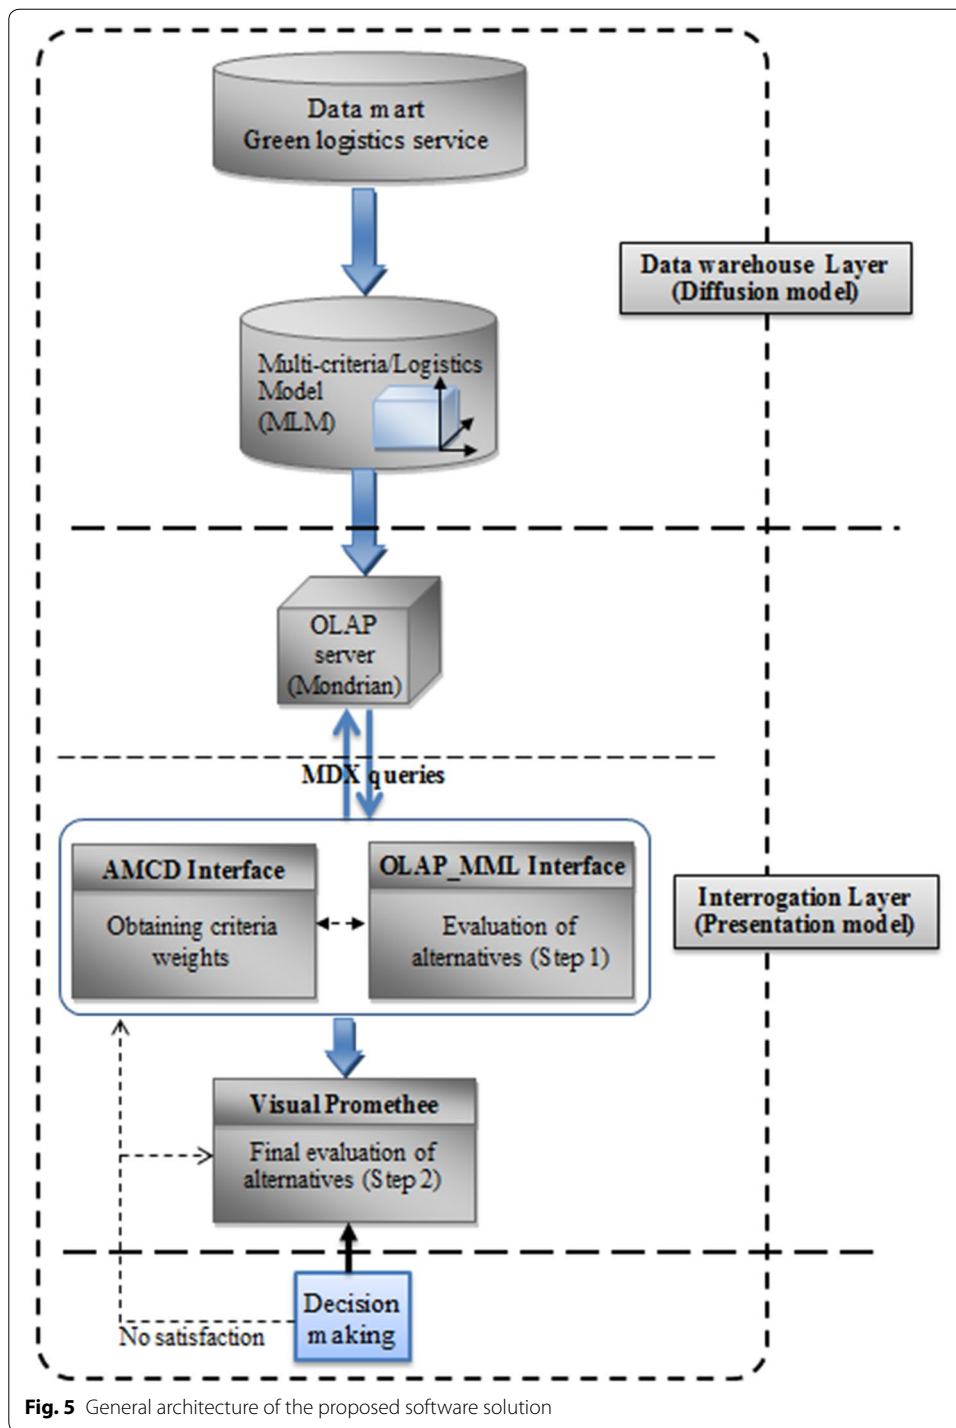 Data mart
Green logistics service
Data warehouse Layer
(Diffusion model)
Multi-criteria/Logistics
Model
(MLM)
OLAP
server
(Mondrian)
MDX queries
AMCD Interface
Obtaining criteria
weights
OLAP_MML Interface
Evaluation of
alternatives (Step 1)
Interrogation Layer
(Presentation model)
Visual Promethee
Final evaluation of
alternatives (Step 2)
Decision
making
No satisfaction
Fig. 5 General architecture of the proposed software solution